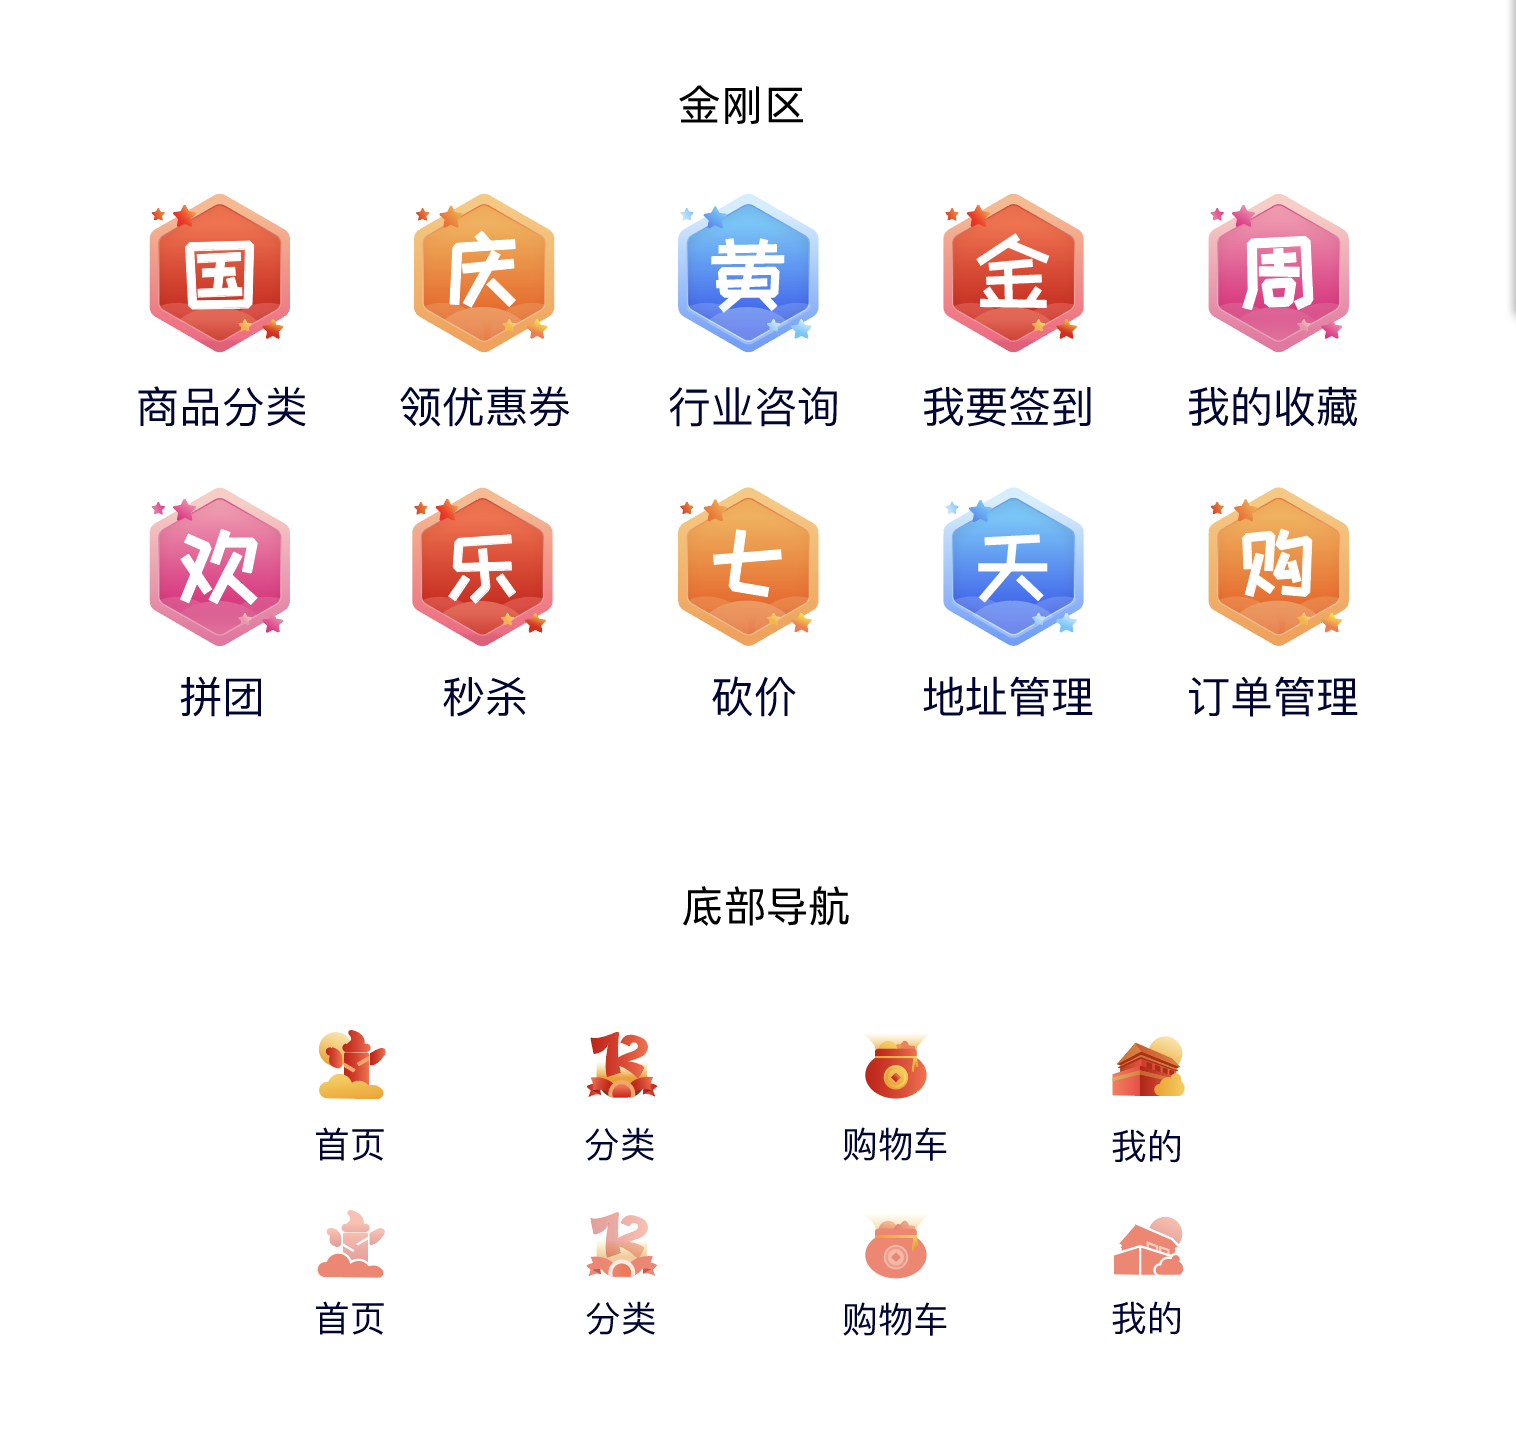 金刚区
国 庆 黄 金 周
商品分类 领优惠券 行业咨询 我要签到 我的收藏
欢 乐 七 天 购
拼团 秒杀 砍价 地址管理 订单管理
底部导航
首页 分类 购物车 我的
首页 分类 购物车 我的